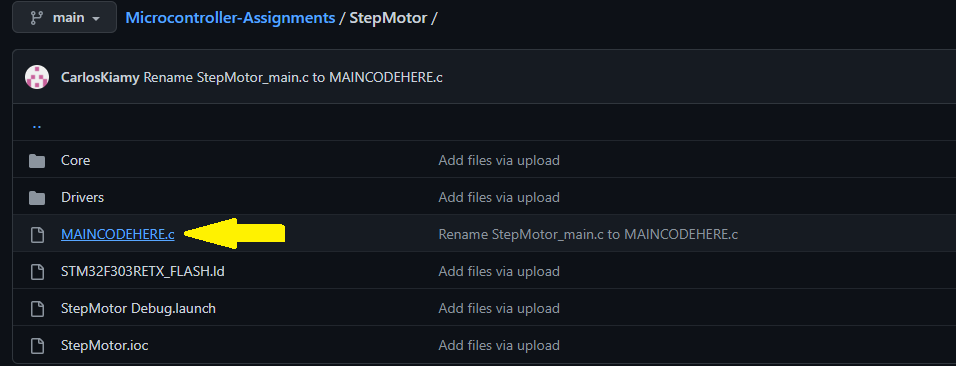 main Microcontroller-Assignments / StepMotor /
CarlosKiamy Rename StepMotor_main.c to MAINCODEHERE.c
..
Core Add files via upload
Drivers Add files via upload
MAINCODEHERE.c Rename StepMotor_main.c to MAINCODEHERE.c
STM32F303RETX_FLASH.ld Add files via upload
StepMotor Debug.launch Add files via upload
StepMotor.ioc Add files via upload